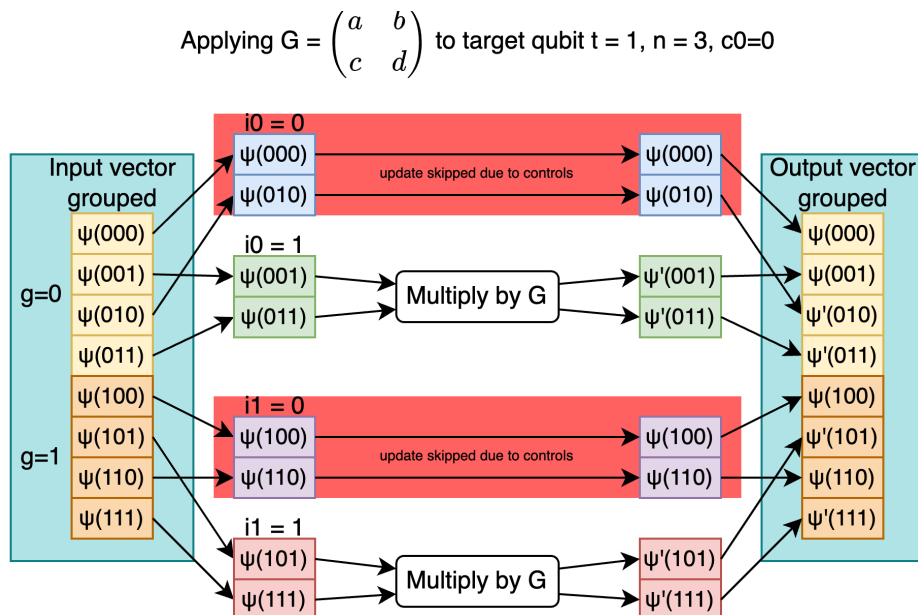 Applying G = (a b c d) to target qubit t = 1, n = 3, c0=0
Input vector
grouped
ψ(000)
ψ(001)
ψ(010)
ψ(011)
ψ(100)
ψ(101)
ψ(110)
ψ(111)
g=0
g=1
i0 = 0
ψ(000)
ψ(010)
update skipped due to controls
ψ(000)
ψ(010)
i0 = 1
ψ(001)
ψ(011)
Multiply by G
ψ'(001)
ψ'(011)
i1 = 0
ψ(100)
ψ(110)
update skipped due to controls
ψ(100)
ψ(110)
i1 = 1
ψ(101)
ψ(111)
Multiply by G
ψ'(101)
ψ'(111)
Output vector
grouped
ψ(000)
ψ(001)
ψ'(010)
ψ'(011)
ψ(100)
ψ'(101)
ψ(110)
ψ'(111)